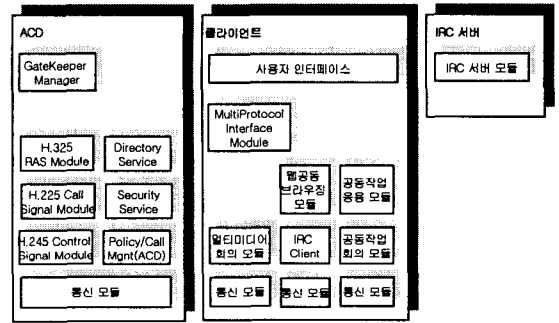 ACD
GateKeeper
Manager
H.325
RAS Module
Directory
Service
H.225 Call
Signal Module
Security
Service
H.245 Control
Signal Module
Policy/Call
Mgnt(ACD)
통신 모듈
클라이언트
사용자 인터페이스
MultiProtocol
Interface
Module
웹공동
브라우장
모듈
공동작업
응용 모듈
멀티미디어
회의 모듈
IRC
Client
공동작업
회의 모듈
통신 모듈
통신 모듈
통신 모듈
IRC 서버
IRC 서버 모듈